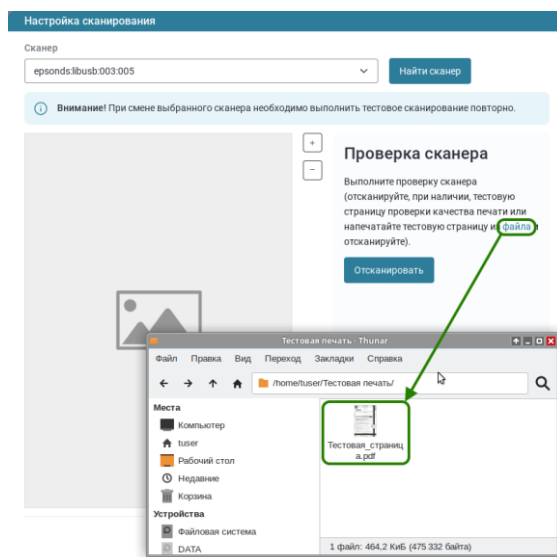 Настройка сканирования
Сканер
epsonds:libusb:003:005
Найти сканер
Внимание! При смене выбранного сканера необходимо выполнить тестовое сканирование повторно.
+
−
Проверка сканера
Выполните проверку сканера
(отсканируйте, при наличии, тестовую
страницу проверки качества печати или
напечатайте тестовую страницу из файла и
отсканируйте).
Отсканировать
Тестовая печать - Thunar
Файл Правка Вид Переход Закладки Справка
/home/tuser/Тестовая печать/
Места
Компьютер
tuser
Рабочий стол
Недавние
Корзина
Устройства
Файловая система
DATA
Тестовая_страниц
а.pdf
1 файл: 464,2 КиБ (475 332 байта)